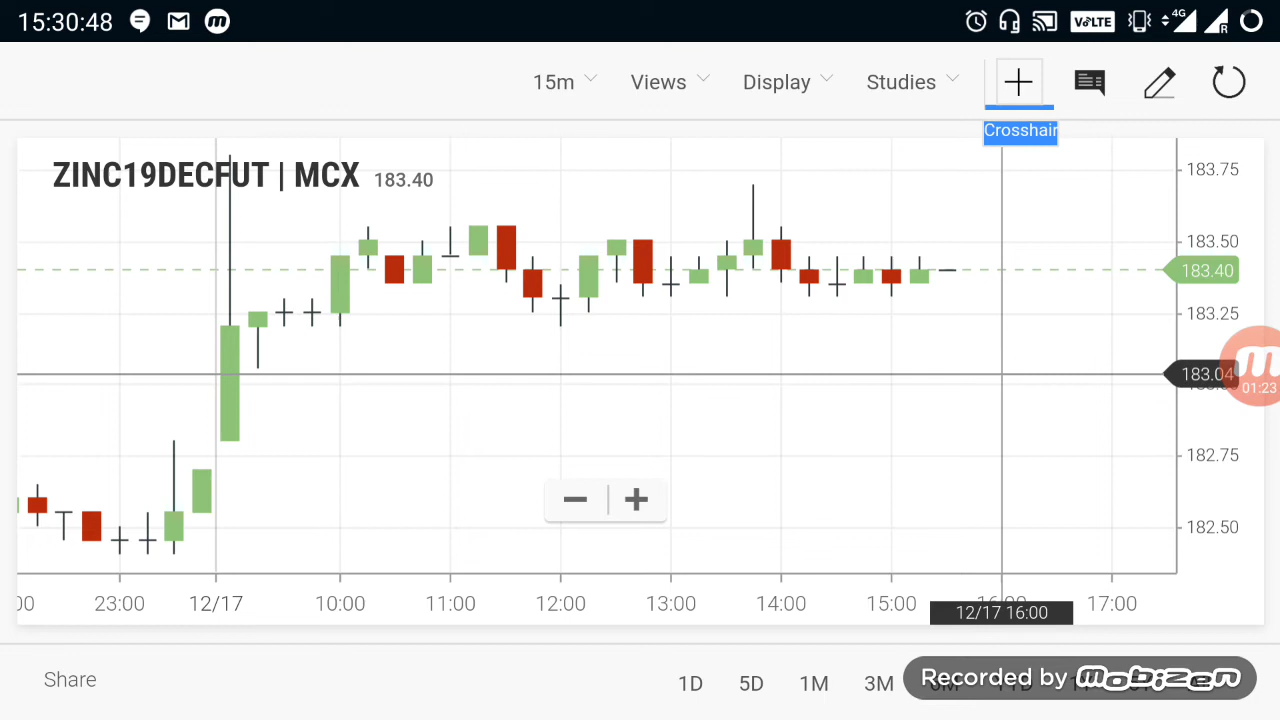 15:30:48 4G R VoLTE
15m Views Display Studies
Crosshair
ZINC19DECFUT | MCX 183.40
183.75
183.50
183.40
183.25
183.04
01:23
182.75
182.50
23:00 12/17 10:00 11:00 12:00 13:00 14:00 15:00 16:00 17:00
12/17 16:00
Share 1D 5D 1M 3M
Recorded by mobizen